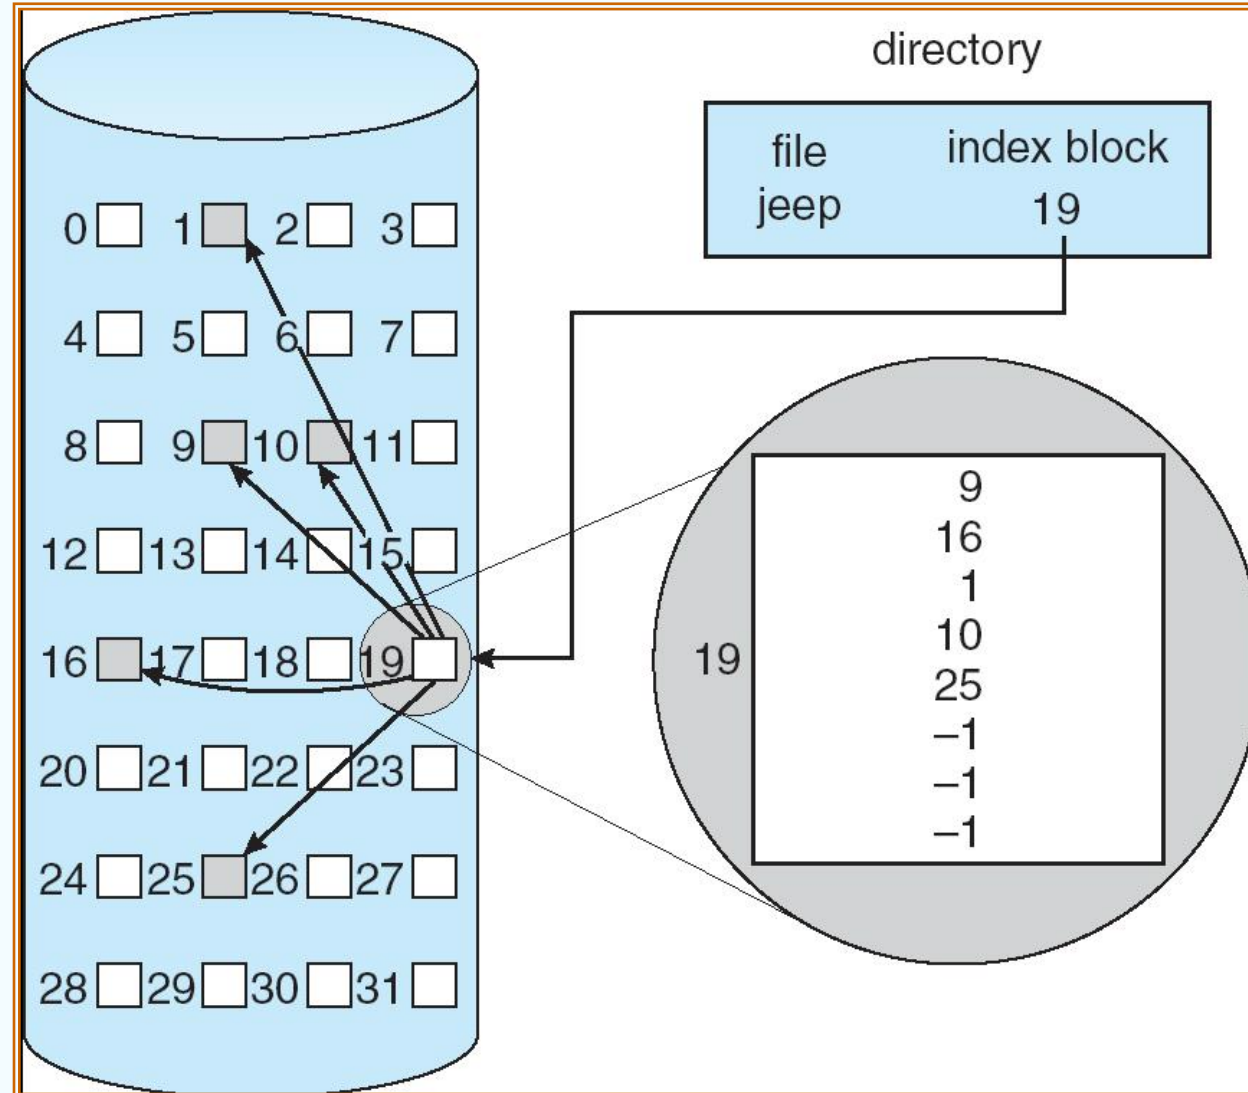 directory
file index block
jeep 19
0 1 2 3
4 5 6 7
8 9 10 11
12 13 14 15
16 17 18 19
20 21 22 23
24 25 26 27
28 29 30 31
19
9
16
1
10
25
–1
–1
–1